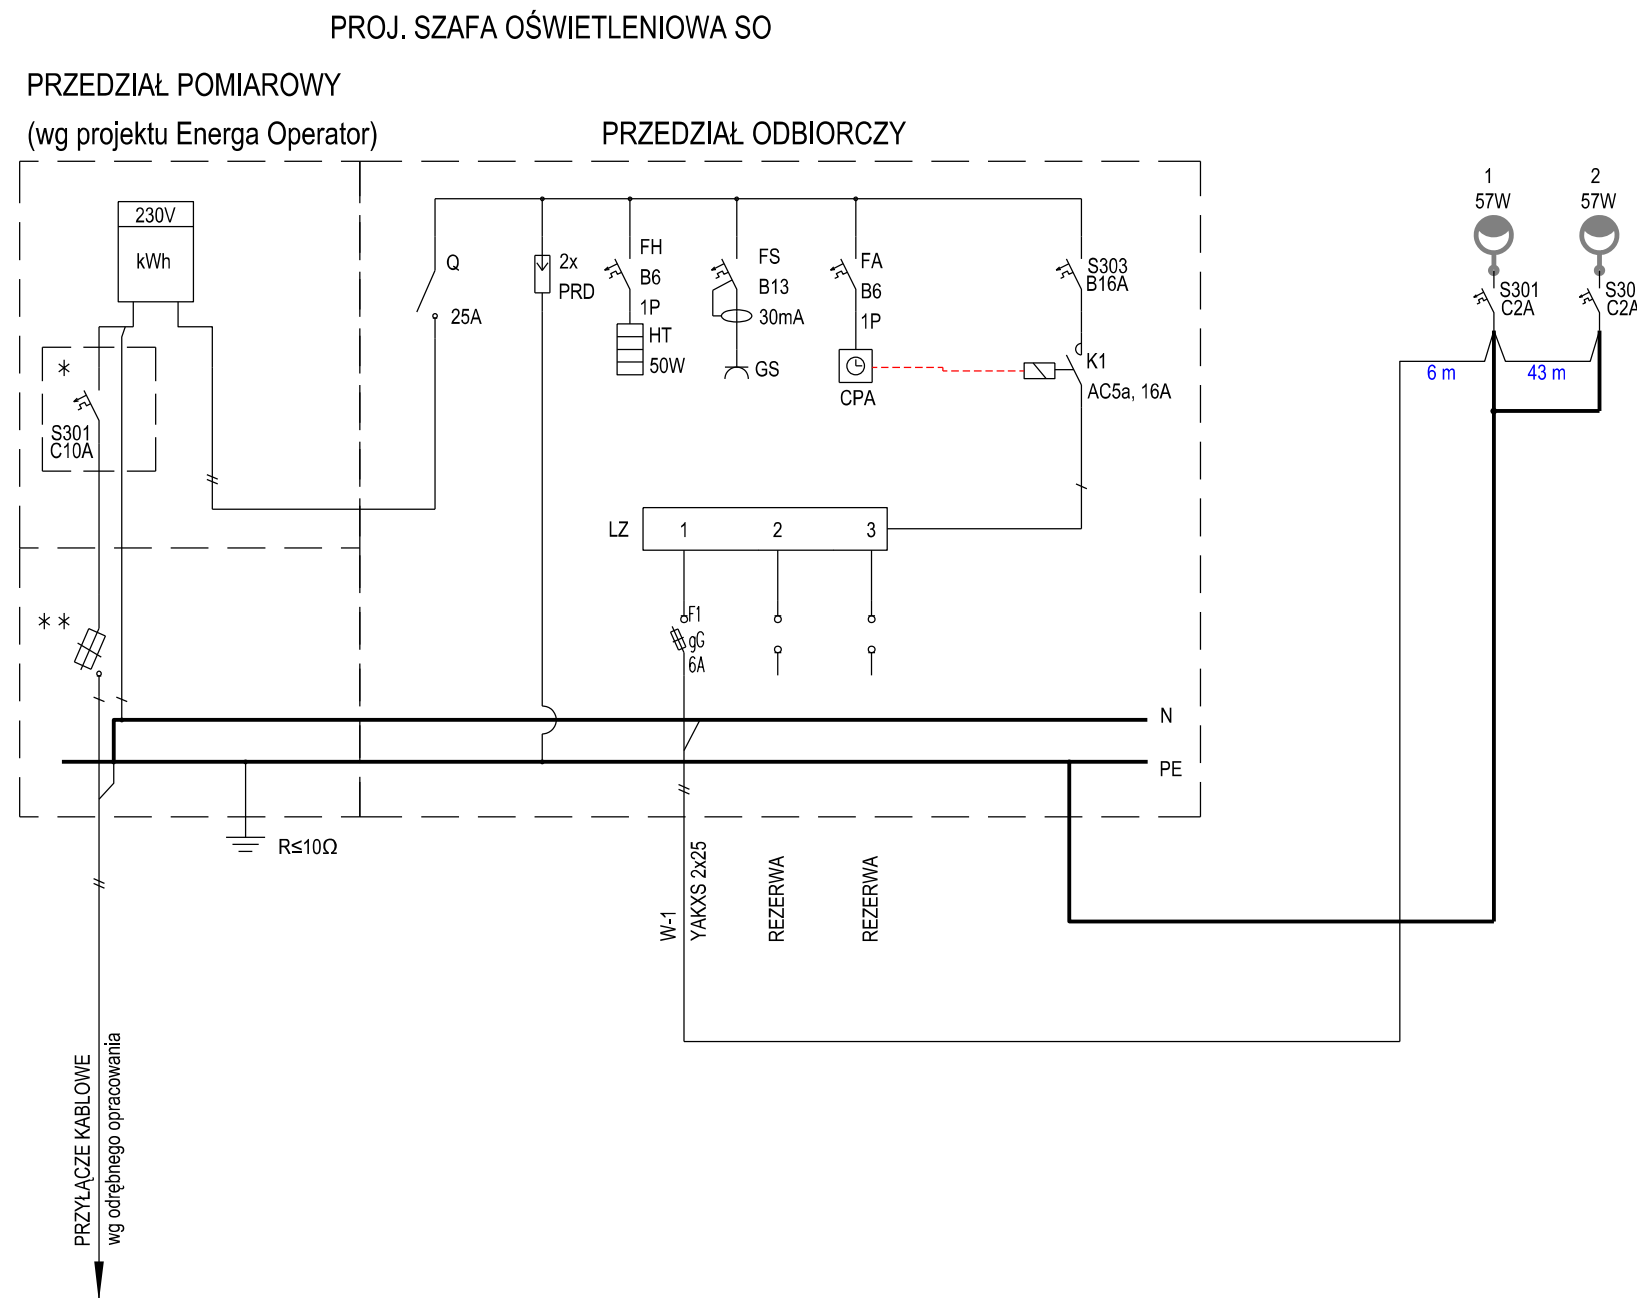 PROJ. SZAFA OŚWIETLENIOWA SO
PRZEDZIAŁ POMIAROWY
(wg projektu Energa Operator)
PRZEDZIAŁ ODBIORCZY
230V
kWh
*
S301
C10A
**
Q
25A
2x
PRD
FH
B6
1P
HT
50W
FS
B13
30mA
GS
FA
B6
1P
CPA
S303
B16A
K1
AC5a, 16A
LZ
1
2
3
F1
gG
6A
N
PE
R≤10Ω
W-1
YAKXS 2x25
REZERWA
REZERWA
PRZYŁĄCZE KABLOWE
wg odrębnego opracowania
1
57W
S301
C2A
2
57W
S30
C2A
6 m
43 m